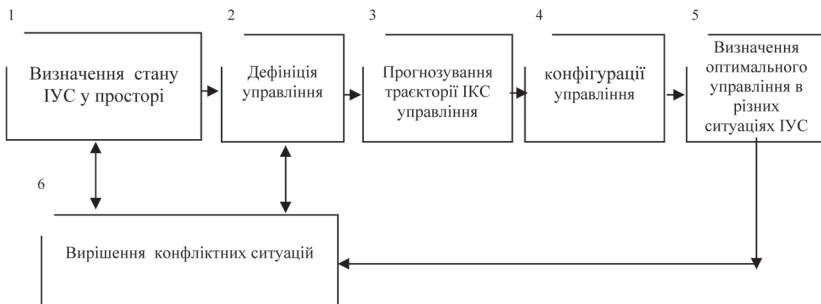 1
Визначення стану
ІУС у просторі
2
Дефініція
управління
3
Прогнозування
траєкторії ІКС
управління
4
конфігурації
управління
5
Визначення
оптимального
управління в
різних
ситуаціях ІУС
6
Вирішення конфліктних ситуацій